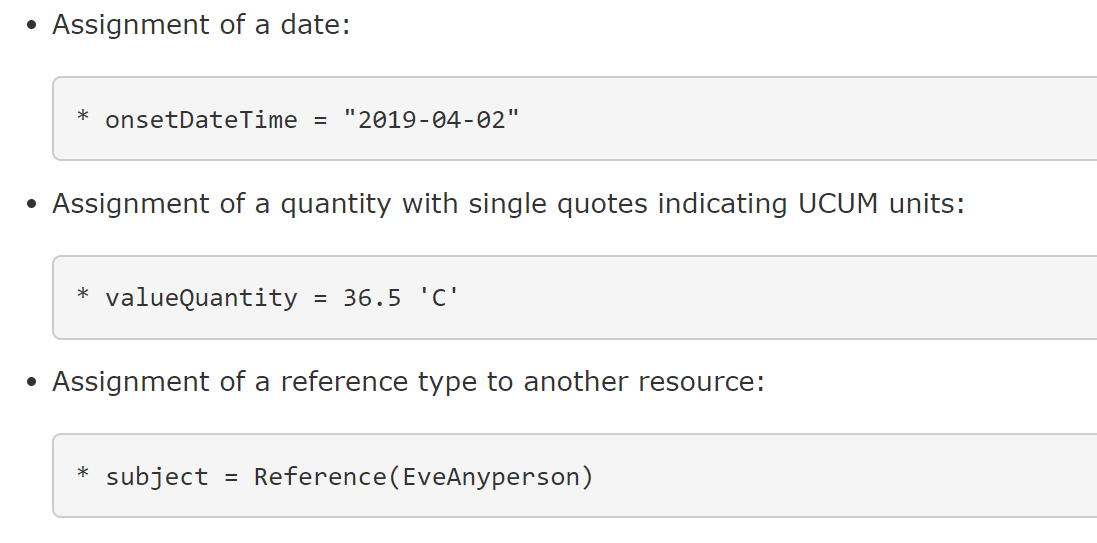 • Assignment of a date:
* onsetDateTime = "2019-04-02"
• Assignment of a quantity with single quotes indicating UCUM units:
* valueQuantity = 36.5 'C'
• Assignment of a reference type to another resource:
* subject = Reference(EveAnyperson)